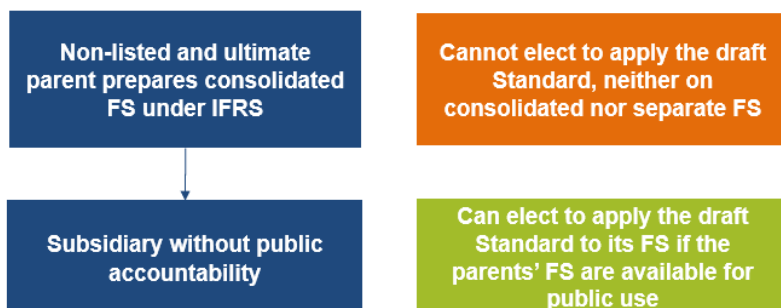 Non-listed and ultimate
parent prepares consolidated
FS under IFRS
Cannot elect to apply the draft
Standard, neither on
consolidated nor separate FS
Subsidiary without public
accountability
Can elect to apply the draft
Standard to its FS if the
parents’ FS are available for
public use